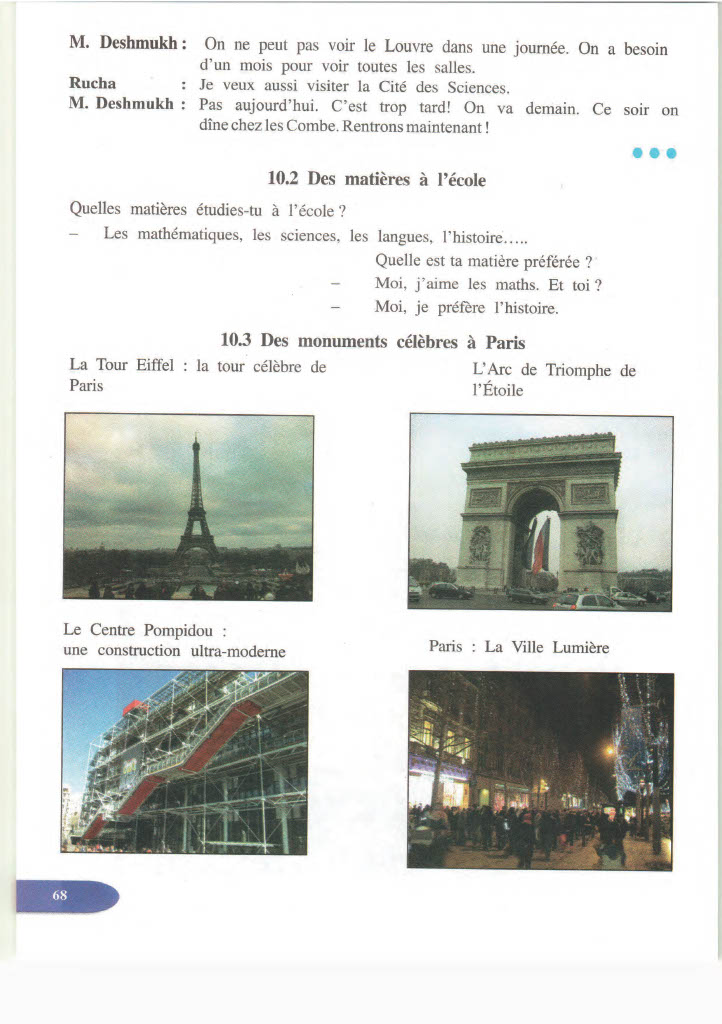 M. Deshmukh : On ne peut pas voir le Louvre dans une journée. On a besoin
d'un mois pour voir toutes les salles.
Rucha : Je veux aussi visiter la Cité des Sciences.
M. Deshmukh : Pas aujourd'hui. C'est trop tard! On va demain. Ce soir on
dîne chez les Combe. Rentrons maintenant !
10.2 Des matières à l'école
Quelles matières étudies-tu à l'école ?
– Les mathématiques, les sciences, les langues, l'histoire.....
Quelle est ta matière préférée ?
– Moi, j'aime les maths. Et toi ?
– Moi, je préfère l'histoire.
10.3 Des monuments célèbres à Paris
La Tour Eiffel : la tour célèbre de
Paris
L'Arc de Triomphe de
l'Étoile
Le Centre Pompidou :
une construction ultra-moderne
Paris : La Ville Lumière
68